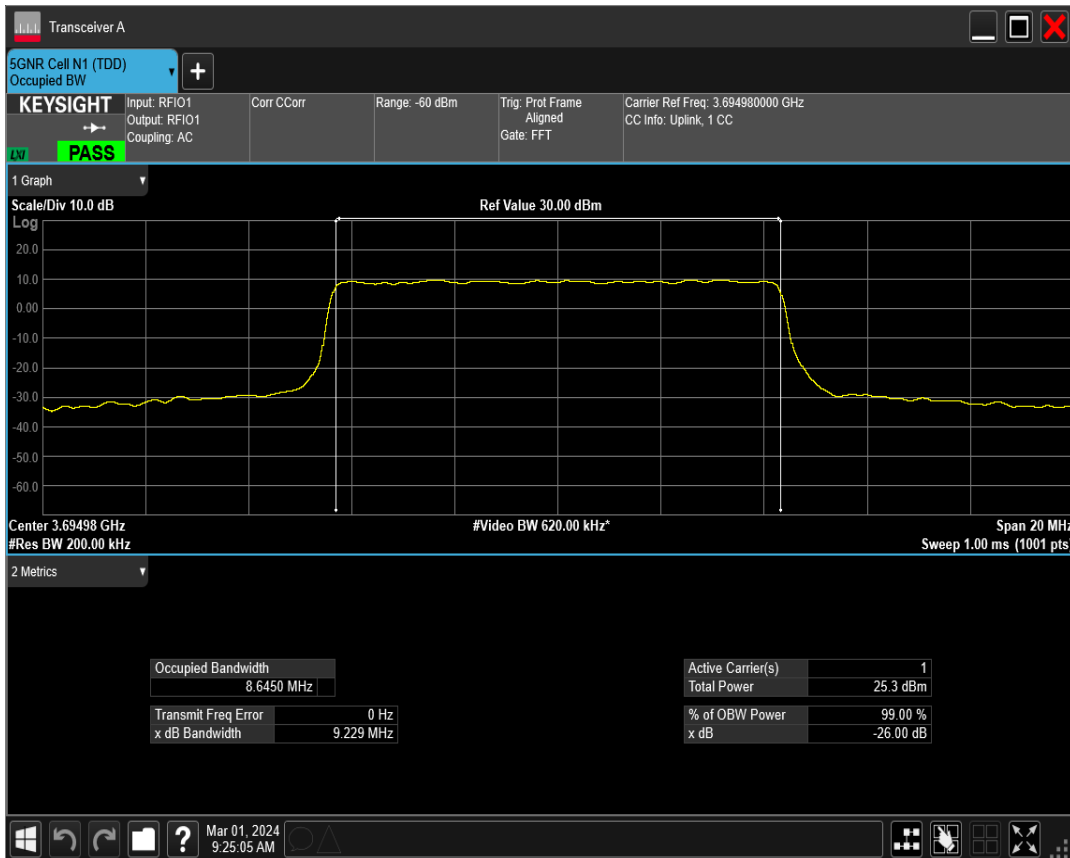 Transceiver A
5GNR Cell N1 (TDD)
Occupied BW
KEYSIGHT
LXI
PASS
Input: RFIO1
Output: RFIO1
Coupling: AC
Corr CCorr
Range: -60 dBm
Trig: Prot Frame
Aligned
Gate: FFT
Carrier Ref Freq: 3.694980000 GHz
CC Info: Uplink, 1 CC
1 Graph
Scale/Div 10.0 dB
Ref Value 30.00 dBm
Log
20.0
10.0
0.00
-10.0
-20.0
-30.0
-40.0
-50.0
-60.0
Center 3.69498 GHz
#Video BW 620.00 kHz*
Span 20 MHz
#Res BW 200.00 kHz
Sweep 1.00 ms (1001 pts)
2 Metrics
Occupied Bandwidth
8.6450 MHz
Transmit Freq Error 0 Hz
x dB Bandwidth 9.229 MHz
Active Carrier(s) 1
Total Power 25.3 dBm
% of OBW Power 99.00 %
x dB -26.00 dB
Mar 01, 2024
9:25:05 AM